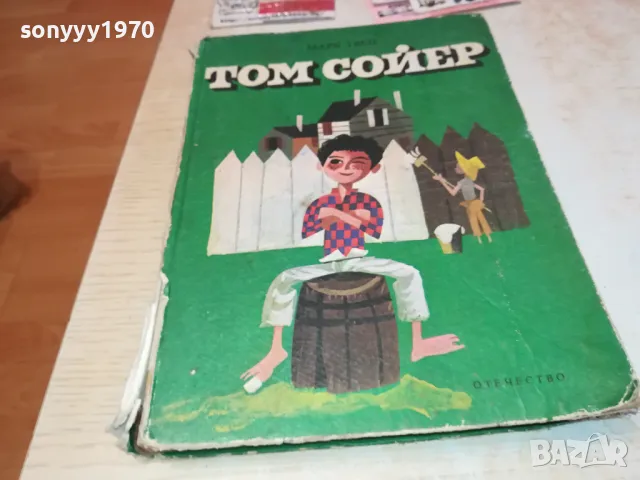 sonyyy1970
МАРК ТВЕН
ТОМ СОЙЕР
ОТЕЧЕСТВО
BAZAR